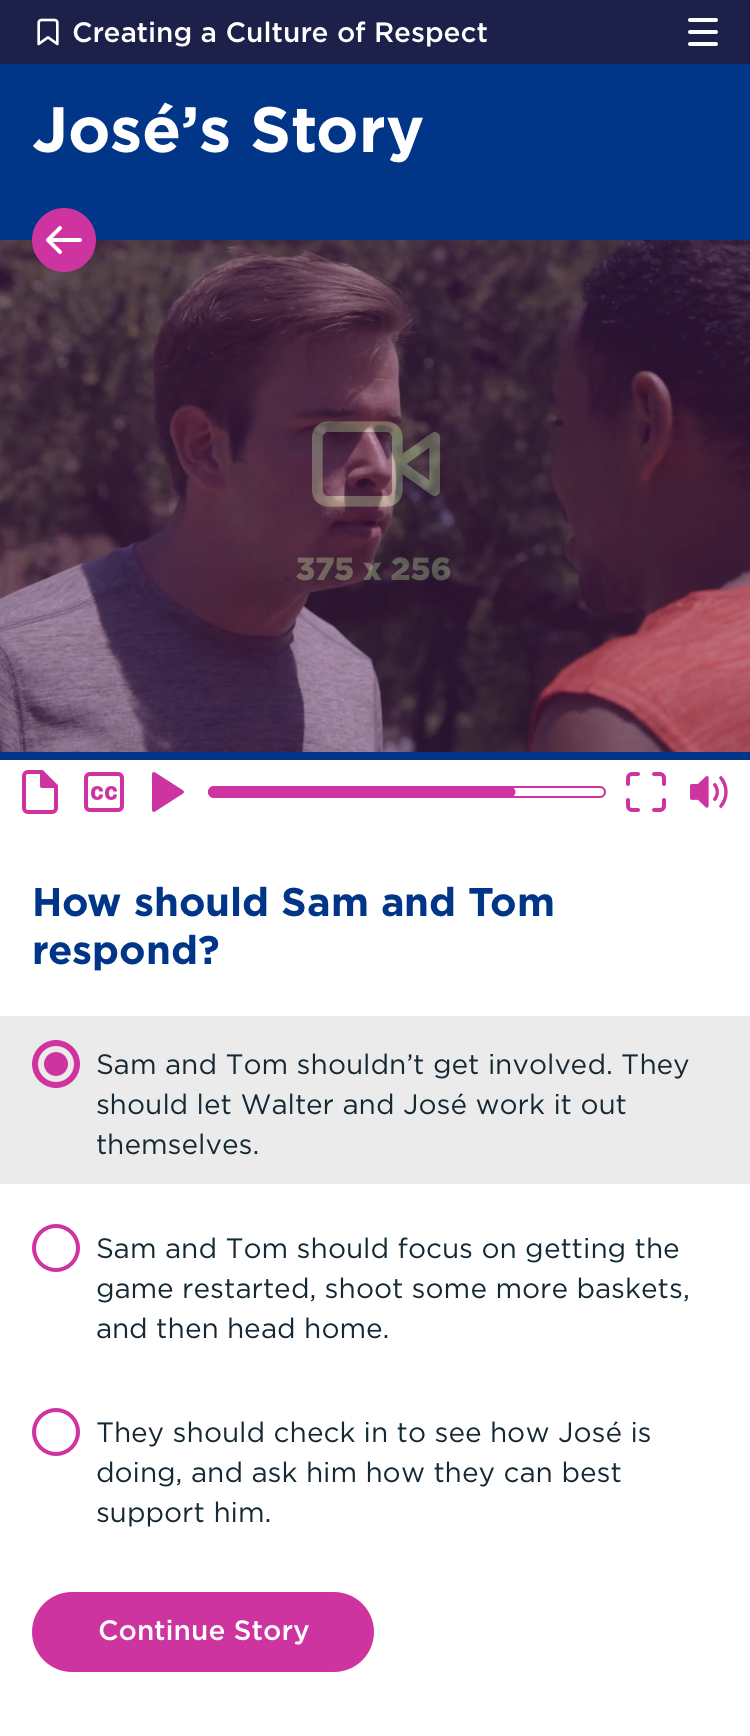 Creating a Culture of Respect
José’s Story
375 x 256
CC
How should Sam and Tom
respond?
Sam and Tom shouldn’t get involved. They
should let Walter and José work it out
themselves.
Sam and Tom should focus on getting the
game restarted, shoot some more baskets,
and then head home.
They should check in to see how José is
doing, and ask him how they can best
support him.
Continue Story